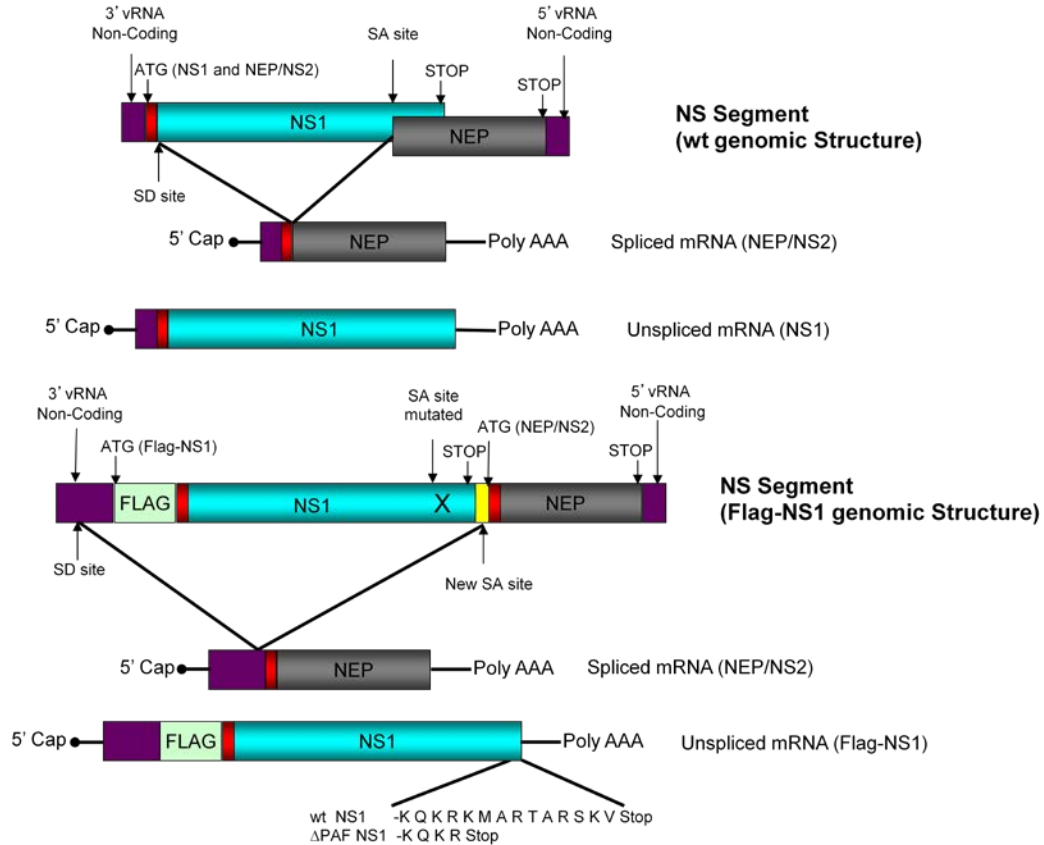 3' vRNA
Non-Coding
ATG (NS1 and NEP/NS2)
SA site
STOP
5' vRNA
Non-Coding
STOP
NS1
NEP
SD site
NS Segment
(wt genomic Structure)
5' Cap
NEP
Poly AAA
Spliced mRNA (NEP/NS2)
5' Cap
NS1
Poly AAA
Unspliced mRNA (NS1)
3' vRNA
Non-Coding
ATG (Flag-NS1)
SA site
mutated
STOP
ATG (NEP/NS2)
5' vRNA
Non-Coding
STOP
FLAG
NS1
X
NEP
SD site
New SA site
NS Segment
(Flag-NS1 genomic Structure)
5' Cap
NEP
Poly AAA
Spliced mRNA (NEP/NS2)
5' Cap
FLAG
NS1
Poly AAA
Unspliced mRNA (Flag-NS1)
wt NS1 -K Q K R K M A R T A R S K V Stop
ΔPAF NS1 -K Q K R Stop